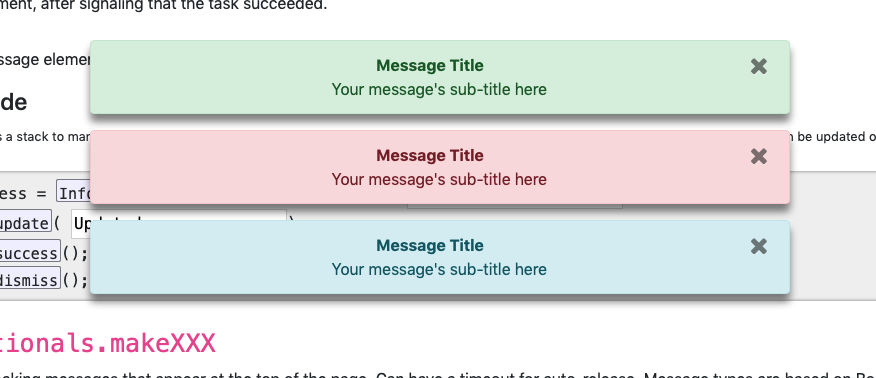 ment, after signaling that the task succeeded.
ssage elemen
Message Title
Your message's sub-title here
de
s a stack to mar
n be updated o
Message Title
Your message's sub-title here
ess = Info
update( Updated
success();
dismiss();
Message Title
Your message's sub-title here
tionals.makeXXX
cking messages that appear at the top of the page. Can have a timeout for auto-release. Message types are based on Bo